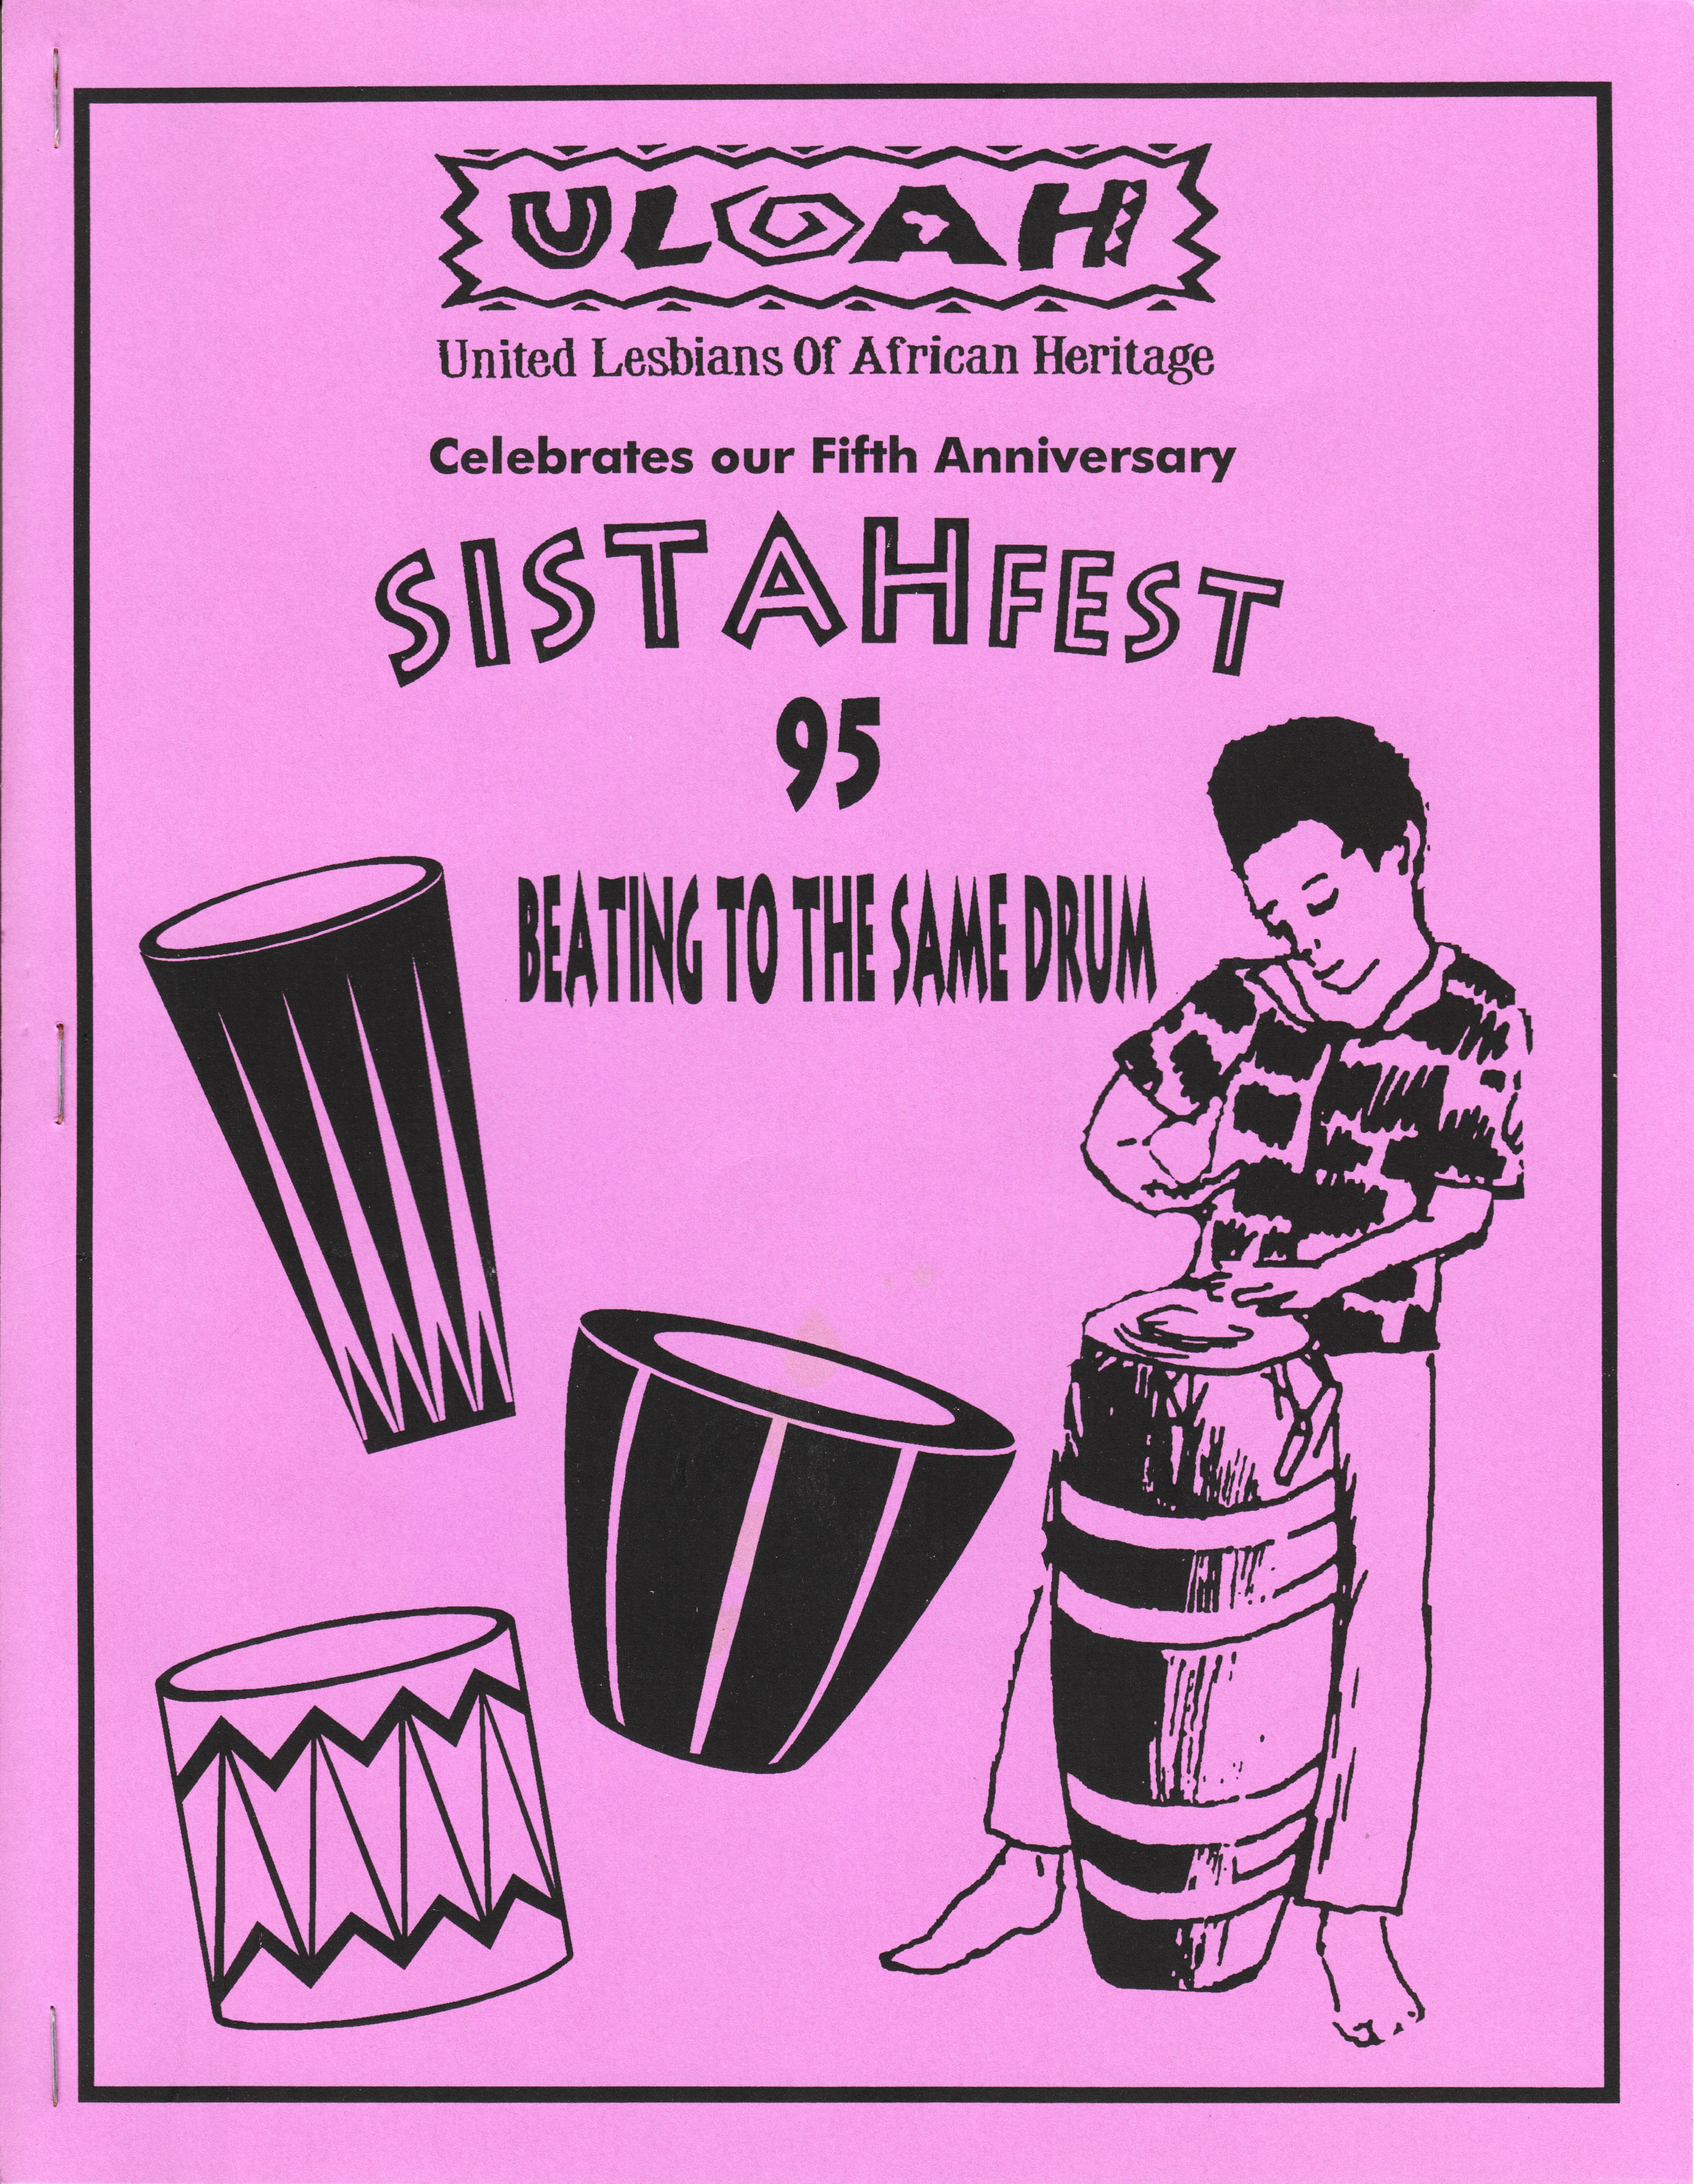 ULOAH
United Lesbians Of African Heritage
Celebrates our Fifth Anniversary
SISTAHFEST
95
BEATING TO THE SAME DRUM